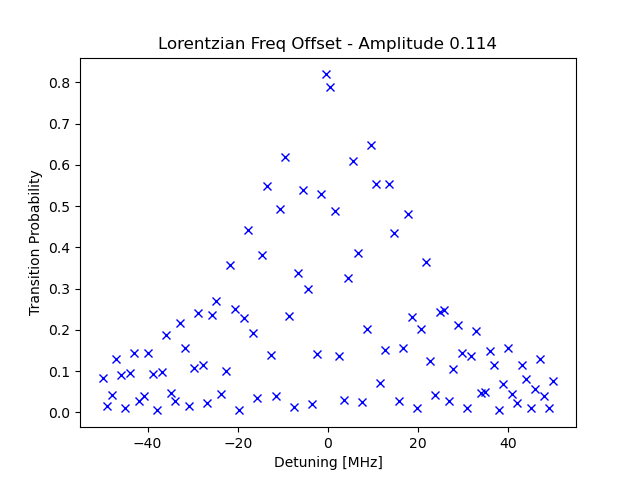 Lorentzian Freq Offset - Amplitude 0.114
Transition Probability
0.8
0.7
0.6
0.5
0.4
0.3
0.2
0.1
0.0
−40 −20 0 20 40
Detuning [MHz]